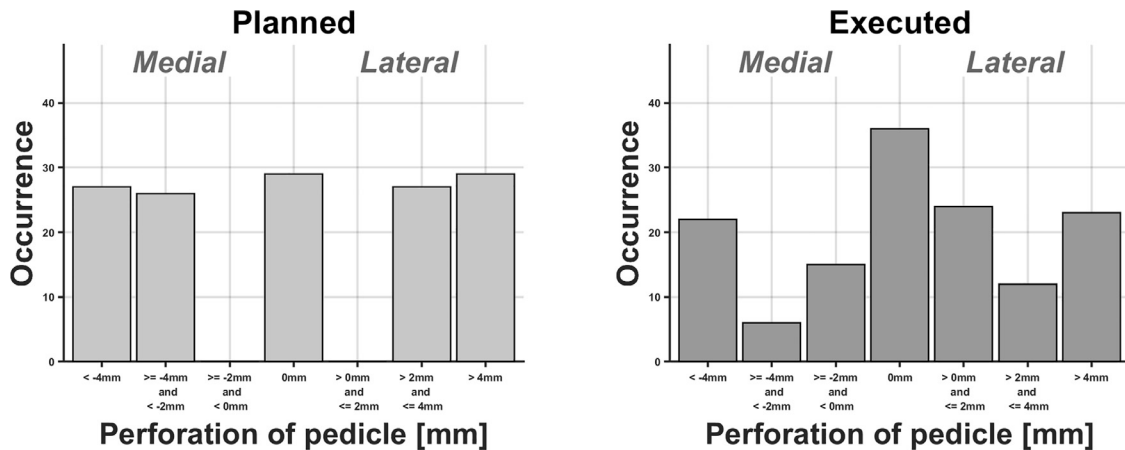 Planned
Medial Lateral
Occurrence
40
30
20
10
0
< -4mm
>= -4mm
and
< -2mm
>= -2mm
and
< 0mm
0mm
> 0mm
and
<= 2mm
> 2mm
and
<= 4mm
> 4mm
Perforation of pedicle [mm]
Executed
Medial Lateral
Occurrence
40
30
20
10
0
< -4mm
>= -4mm
and
< -2mm
>= -2mm
and
< 0mm
0mm
> 0mm
and
<= 2mm
> 2mm
and
<= 4mm
> 4mm
Perforation of pedicle [mm]